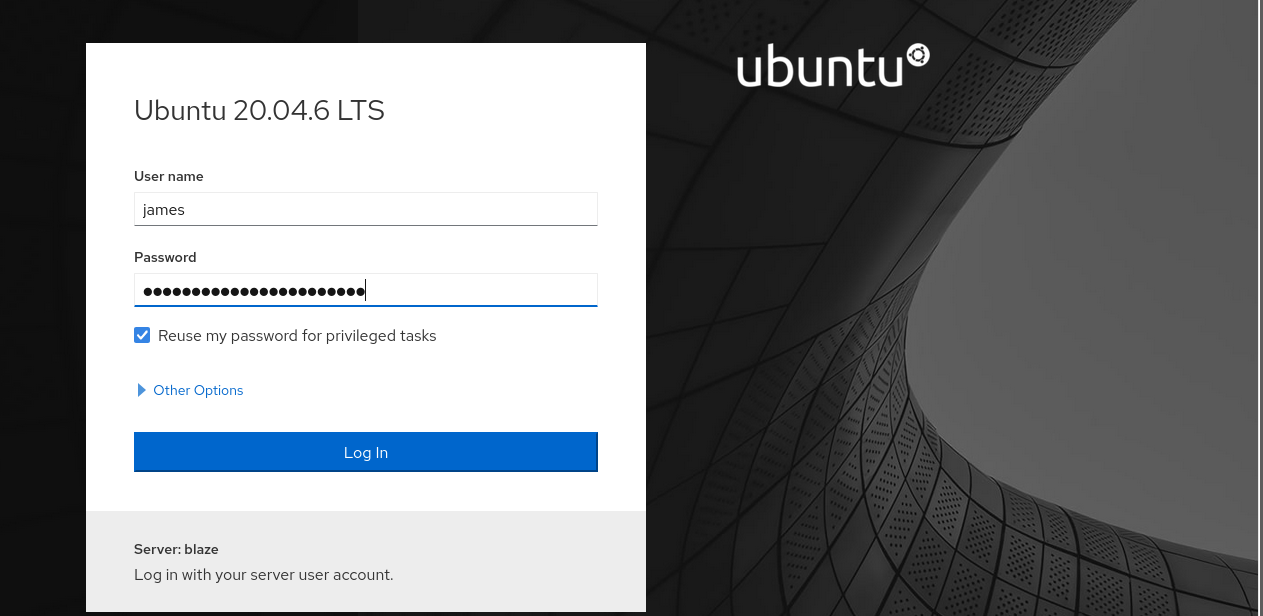 ubuntu
Ubuntu 20.04.6 LTS
User name
james
Password
●●●●●●●●●●●●●●●●●●●●●●●
Reuse my password for privileged tasks
Other Options
Log In
Server: blaze
Log in with your server user account.